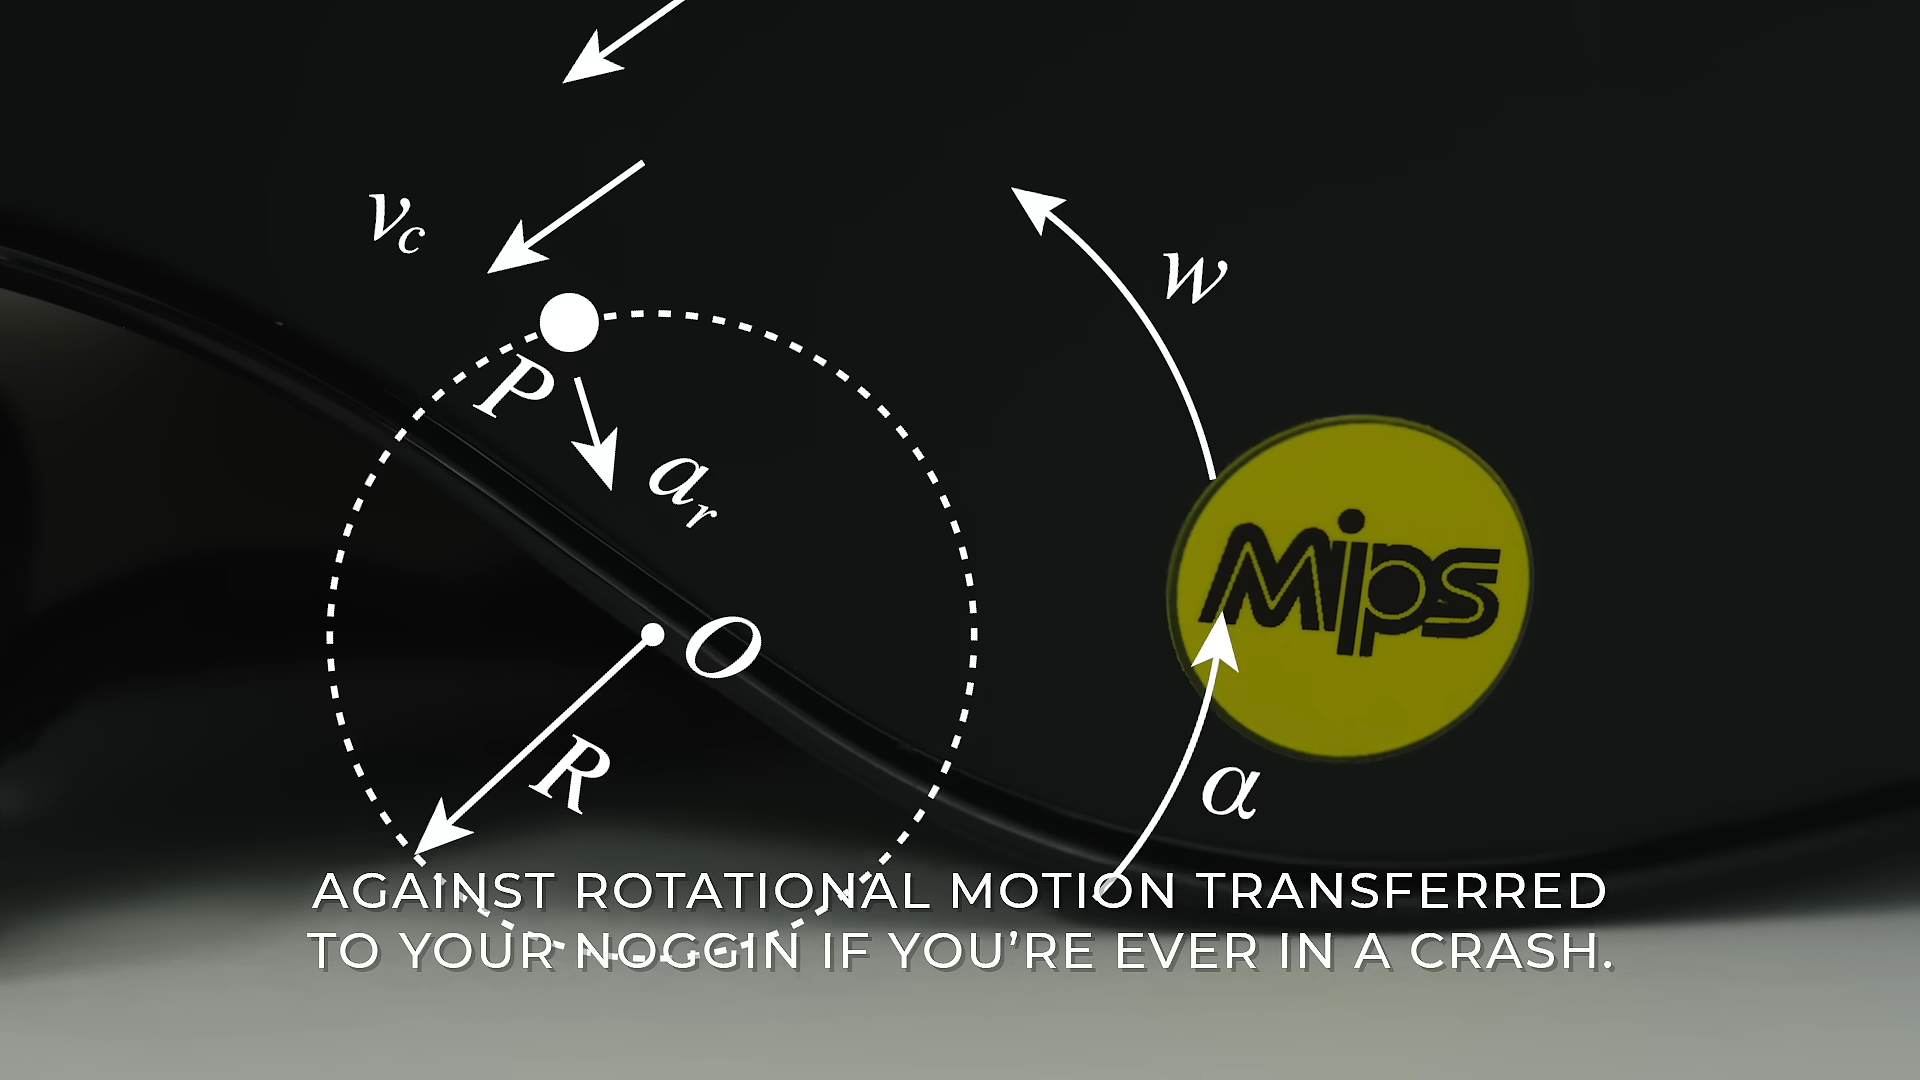 v_c
w
P
a_r
Mips
O
R
α
AGAINST ROTATIONAL MOTION TRANSFERRED
TO YOUR NOGGIN IF YOU’RE EVER IN A CRASH.